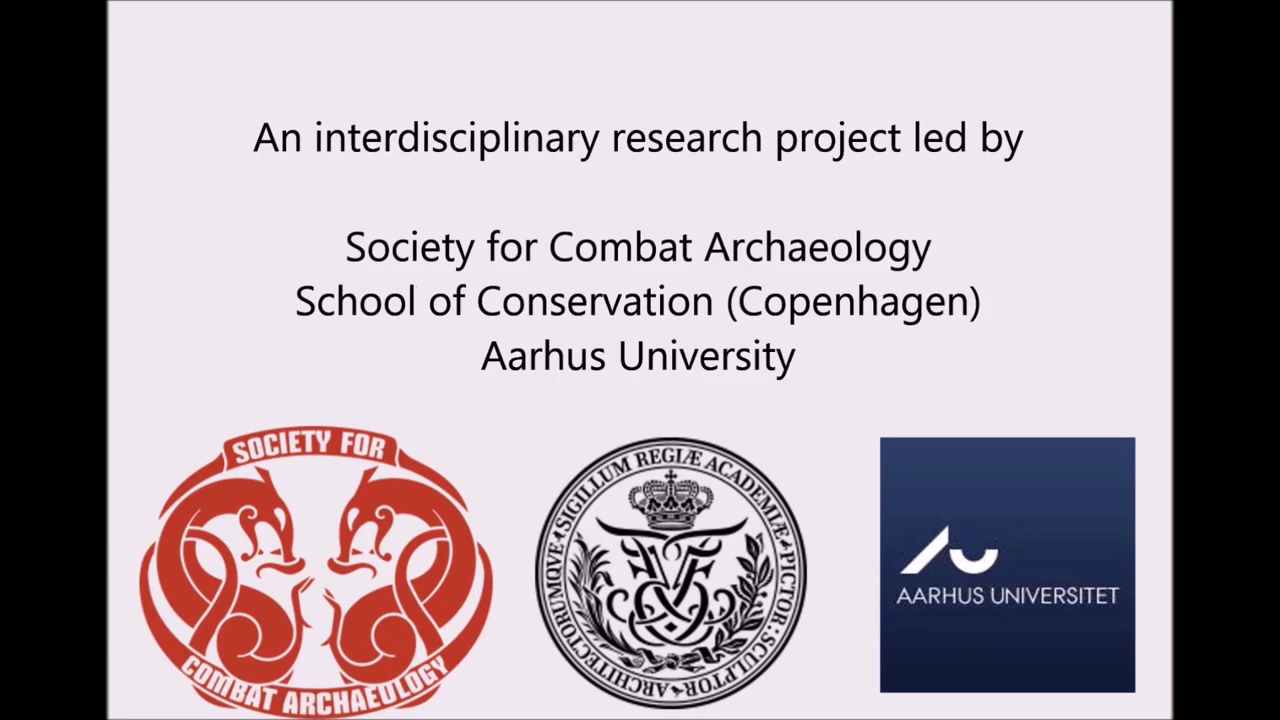 An interdisciplinary research project led by
Society for Combat Archaeology
School of Conservation (Copenhagen)
Aarhus University
SOCIETY FOR
COMBAT ARCHAEOLOGY
SIGILLUM REGIÆ ACADEMIÆ PICTOR: SCULPTOR ARCHITECTORUMQVE
AARHUS UNIVERSITET